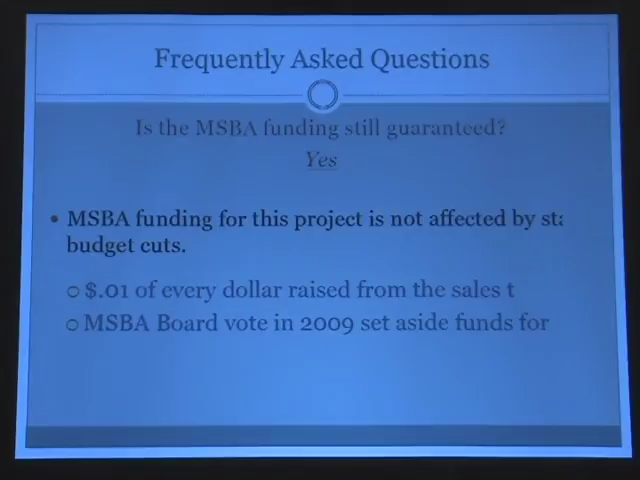 Frequently Asked Questions
Is the MSBA funding still guaranteed?
Yes
• MSBA funding for this project is not affected by sta
budget cuts.
○ $.01 of every dollar raised from the sales t
○ MSBA Board vote in 2009 set aside funds for